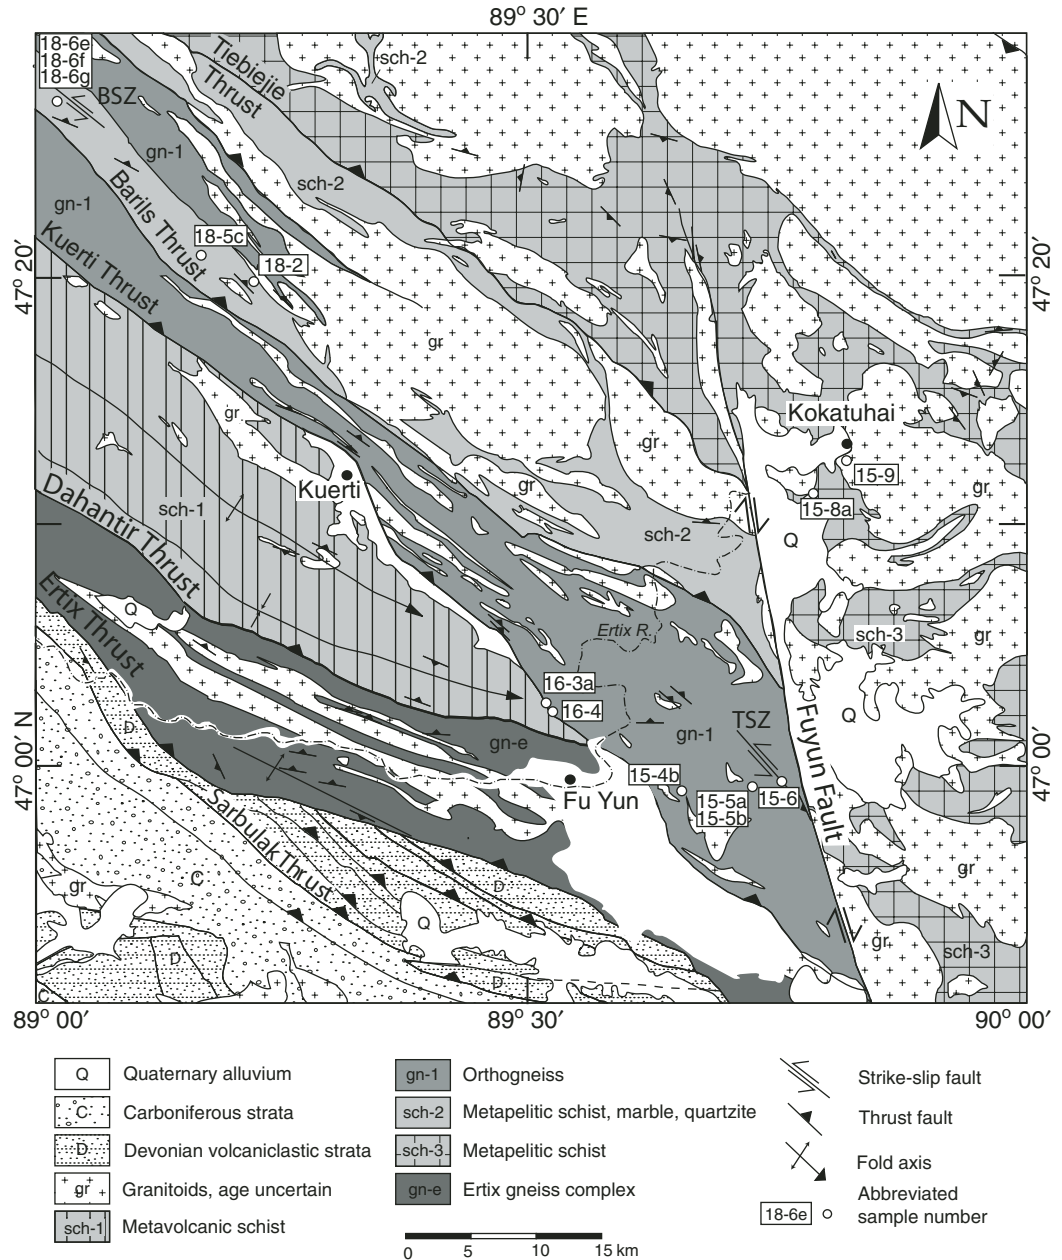 89° 30′ E
18-6e
18-6f
18-6g
BSZ
Tiebiejie
Thrust
sch-2
N
gn-1
sch-2
gn-1
Barils Thrust
18-5c
18-2
Kuerti Thrust
47° 20′
47° 20′
gr
gr
gr
Kokatuhai
15-9
15-8a
gr
Kuerti
gr
sch-1
sch-2
Q
Dahantir Thrust
Ertix Thrust
Q
Ertix R.
sch-3
gr
16-3a
16-4
TSZ
gn-1
Q
D
gn-e
Fuyun Fault
47° 00′ N
47° 00′
15-4b
Fu Yun
15-5a
15-5b
15-6
Sarbulak Thrust
C
gr
D
gr
Q
D
gr
sch-3
D
C
89° 00′
89° 30′
90° 00′
Q Quaternary alluvium
C Carboniferous strata
D Devonian volcaniclastic strata
gr Granitoids, age uncertain
sch-1 Metavolcanic schist
gn-1 Orthogneiss
sch-2 Metapelitic schist, marble, quartzite
sch-3 Metapelitic schist
gn-e Ertix gneiss complex
0 5 10 15 km
Strike-slip fault
Thrust fault
Fold axis
Abbreviated
18-6e sample number